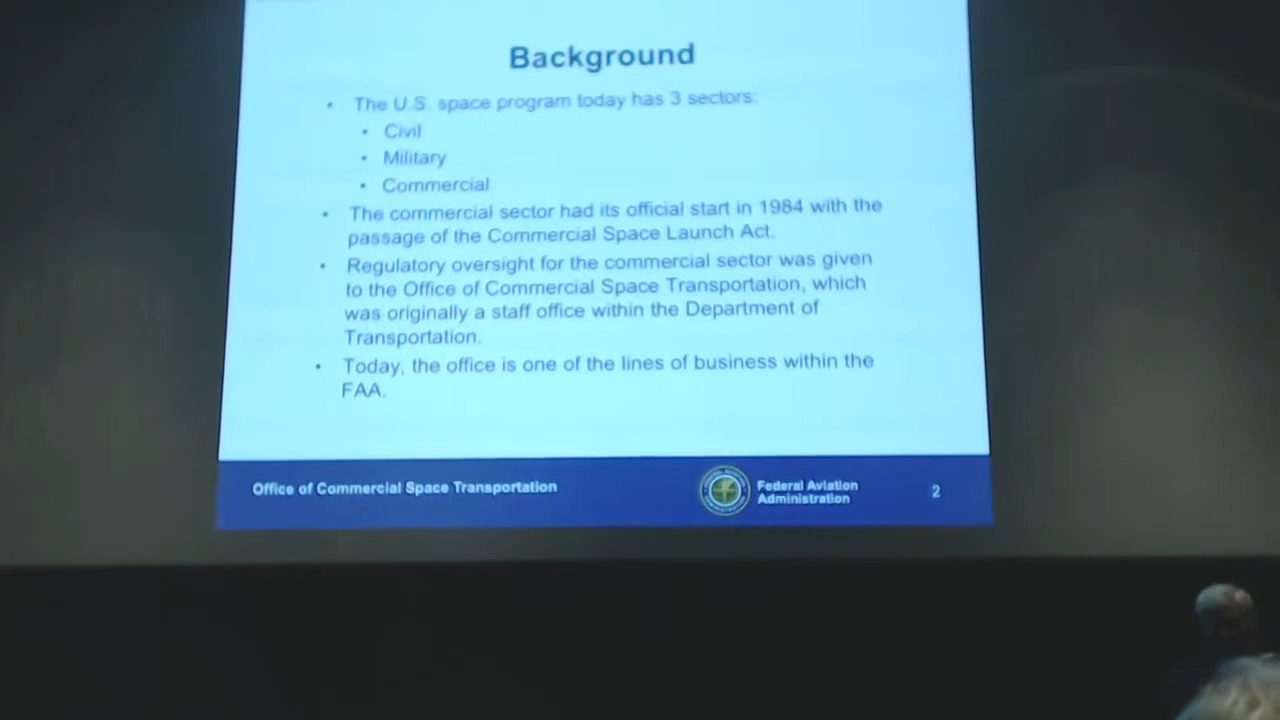 Background
• The U.S. space program today has 3 sectors:
• Civil
• Military
• Commercial
• The commercial sector had its official start in 1984 with the
passage of the Commercial Space Launch Act.
• Regulatory oversight for the commercial sector was given
to the Office of Commercial Space Transportation, which
was originally a staff office within the Department of
Transportation.
• Today, the office is one of the lines of business within the
FAA.
Office of Commercial Space Transportation
Federal Aviation
Administration
2